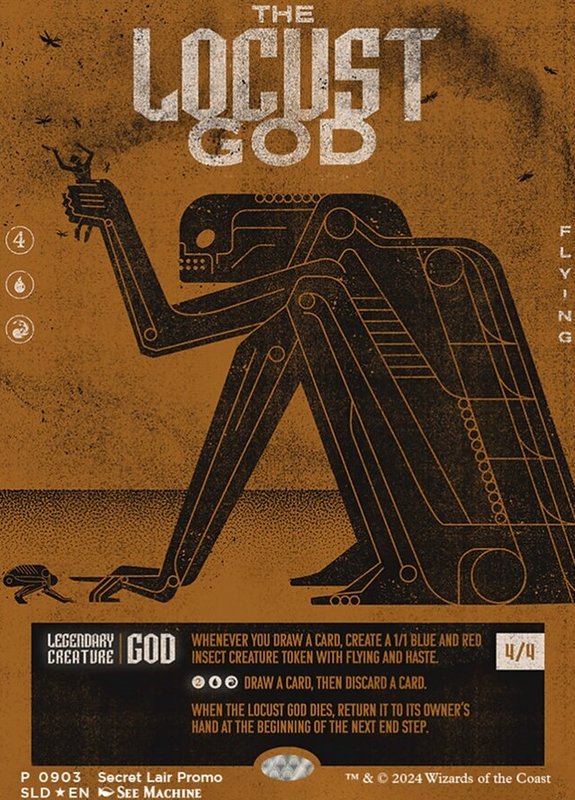 THE
LOCUST
GOD
4
FLYING
LEGENDARY
CREATURE
GOD
WHENEVER YOU DRAW A CARD, CREATE A 1/1 BLUE AND RED
INSECT CREATURE TOKEN WITH FLYING AND HASTE.
2 DRAW A CARD, THEN DISCARD A CARD.
WHEN THE LOCUST GOD DIES, RETURN IT TO ITS OWNER'S
HAND AT THE BEGINNING OF THE NEXT END STEP.
4/4
P 0903 Secret Lair Promo
SLD ★ EN SEE MACHINE
™ & © 2024 Wizards of the Coast